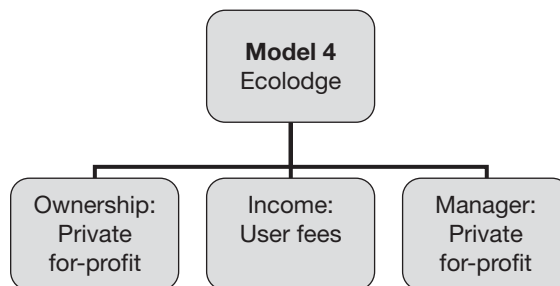 Model 4
Ecolodge
Ownership:
Private
for-profit
Income:
User fees
Manager:
Private
for-profit